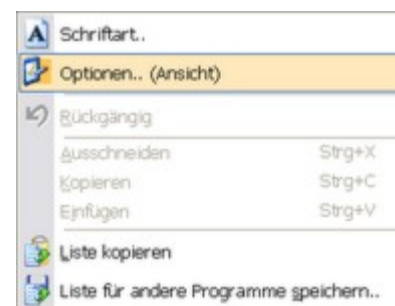 Schriftart..
Optionen.. (Ansicht)
Rückgängig
Ausschneiden Strg+X
Kopieren Strg+C
Einfügen Strg+V
Liste kopieren
Liste für andere Programme speichern..